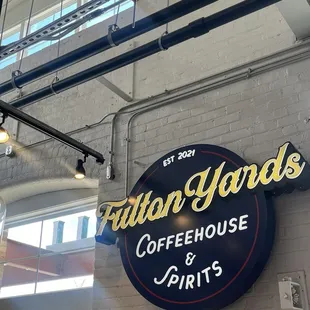 EST 2021
Fulton Yards
COFFEEHOUSE
&
SPIRITS